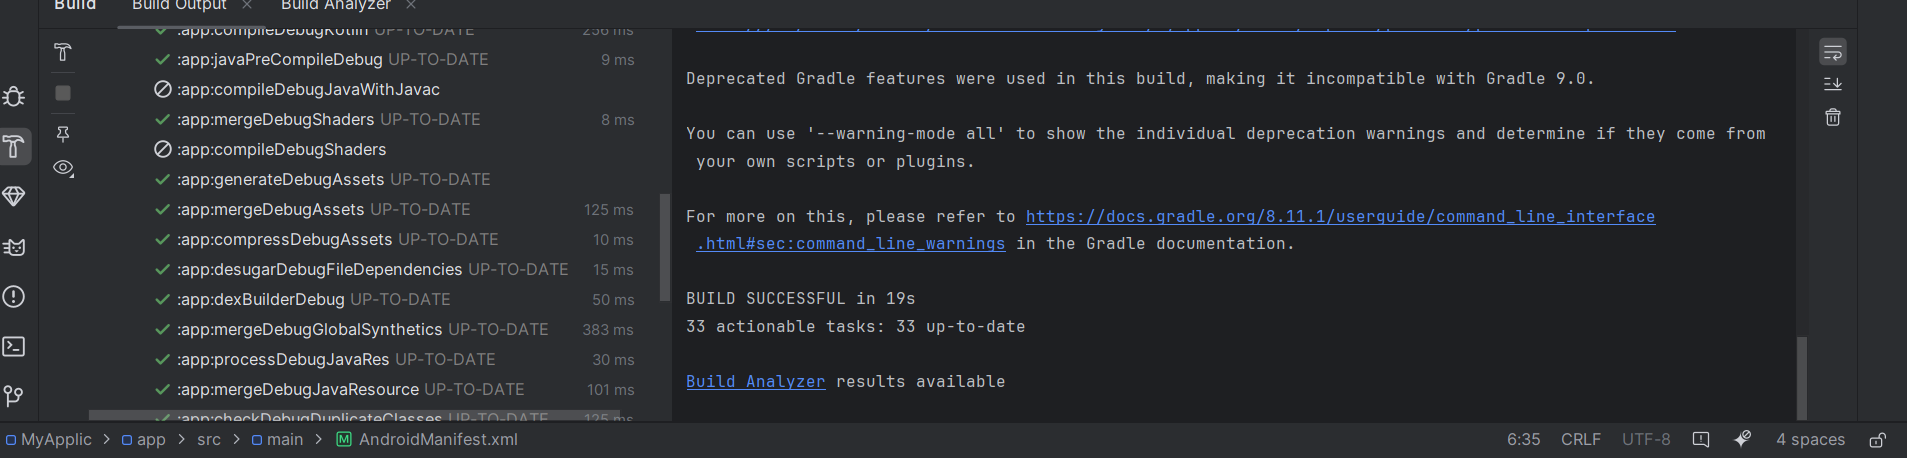 Build
Build Output
Build Analyzer
:app:compileDebugKotlin UP-TO-DATE 256 ms
:app:javaPreCompileDebug UP-TO-DATE 9 ms
:app:compileDebugJavaWithJavac
:app:mergeDebugShaders UP-TO-DATE 8 ms
:app:compileDebugShaders
:app:generateDebugAssets UP-TO-DATE
:app:mergeDebugAssets UP-TO-DATE 125 ms
:app:compressDebugAssets UP-TO-DATE 10 ms
:app:desugarDebugFileDependencies UP-TO-DATE 15 ms
:app:dexBuilderDebug UP-TO-DATE 50 ms
:app:mergeDebugGlobalSynthetics UP-TO-DATE 383 ms
:app:processDebugJavaRes UP-TO-DATE 30 ms
:app:mergeDebugJavaResource UP-TO-DATE 101 ms
:app:checkDebugDuplicateClasses UP-TO-DATE 125 ms
Deprecated Gradle features were used in this build, making it incompatible with Gradle 9.0.
You can use '--warning-mode all' to show the individual deprecation warnings and determine if they come from
your own scripts or plugins.
For more on this, please refer to https://docs.gradle.org/8.11.1/userguide/command_line_interface
.html#sec:command_line_warnings in the Gradle documentation.
BUILD SUCCESSFUL in 19s
33 actionable tasks: 33 up-to-date
Build Analyzer results available
MyApplic > app > src > main > AndroidManifest.xml
6:35 CRLF UTF-8 4 spaces